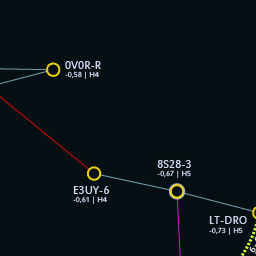 0V0R-R
-0,58 | H4
8S28-3
-0,67 | H5
E3UY-6
-0,61 | H4
LT-DRO
-0,73 | H5